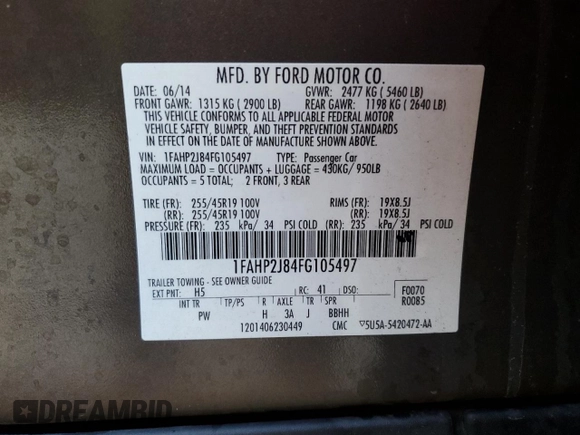 MFD. BY FORD MOTOR CO.
DATE: 06/14 GVWR: 2477 KG ( 5460 LB)
FRONT GAWR: 1315 KG ( 2900 LB) REAR GAWR: 1198 KG ( 2640 LB)
THIS VEHICLE CONFORMS TO ALL APPLICABLE FEDERAL MOTOR
VEHICLE SAFETY, BUMPER, AND THEFT PREVENTION STANDARDS
IN EFFECT ON THE DATE OF MANUFACTURE SHOWN ABOVE.
VIN: 1FAHP2J84FG105497 TYPE: Passenger Car
MAXIMUM LOAD = OCCUPANTS + LUGGAGE = 430KG/ 950LB
OCCUPANTS = 5 TOTAL; 2 FRONT, 3 REAR
TIRE (FR): 255/45R19 100V RIMS (FR): 19X8.5J
(RR): 255/45R19 100V (RR): 19X8.5J
PRESSURE (FR): 235 kPa/ 34 PSI COLD (RR): 235 kPa/ 34 PSI COLD
1FAHP2J84FG105497
TRAILER TOWING - SEE OWNER GUIDE
EXT PNT: H5 RC: 41 DSO: F0070
INT TR TP/PS R AXLE TR SPR R0085
PW H 3A J BBHH
1201406230449 CMC ▽5U5A-5420472-AA
DREAMBID